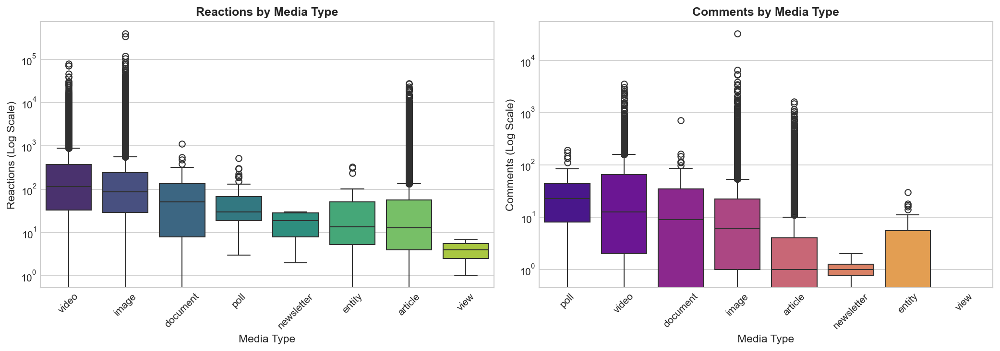 Reactions by Media Type
Reactions (Log Scale)
10^5
10^4
10^3
10^2
10^1
10^0
video
image
document
poll
newsletter
entity
article
view
Media Type
Comments by Media Type
Comments (Log Scale)
10^4
10^3
10^2
10^1
10^0
poll
video
document
image
article
newsletter
entity
view
Media Type